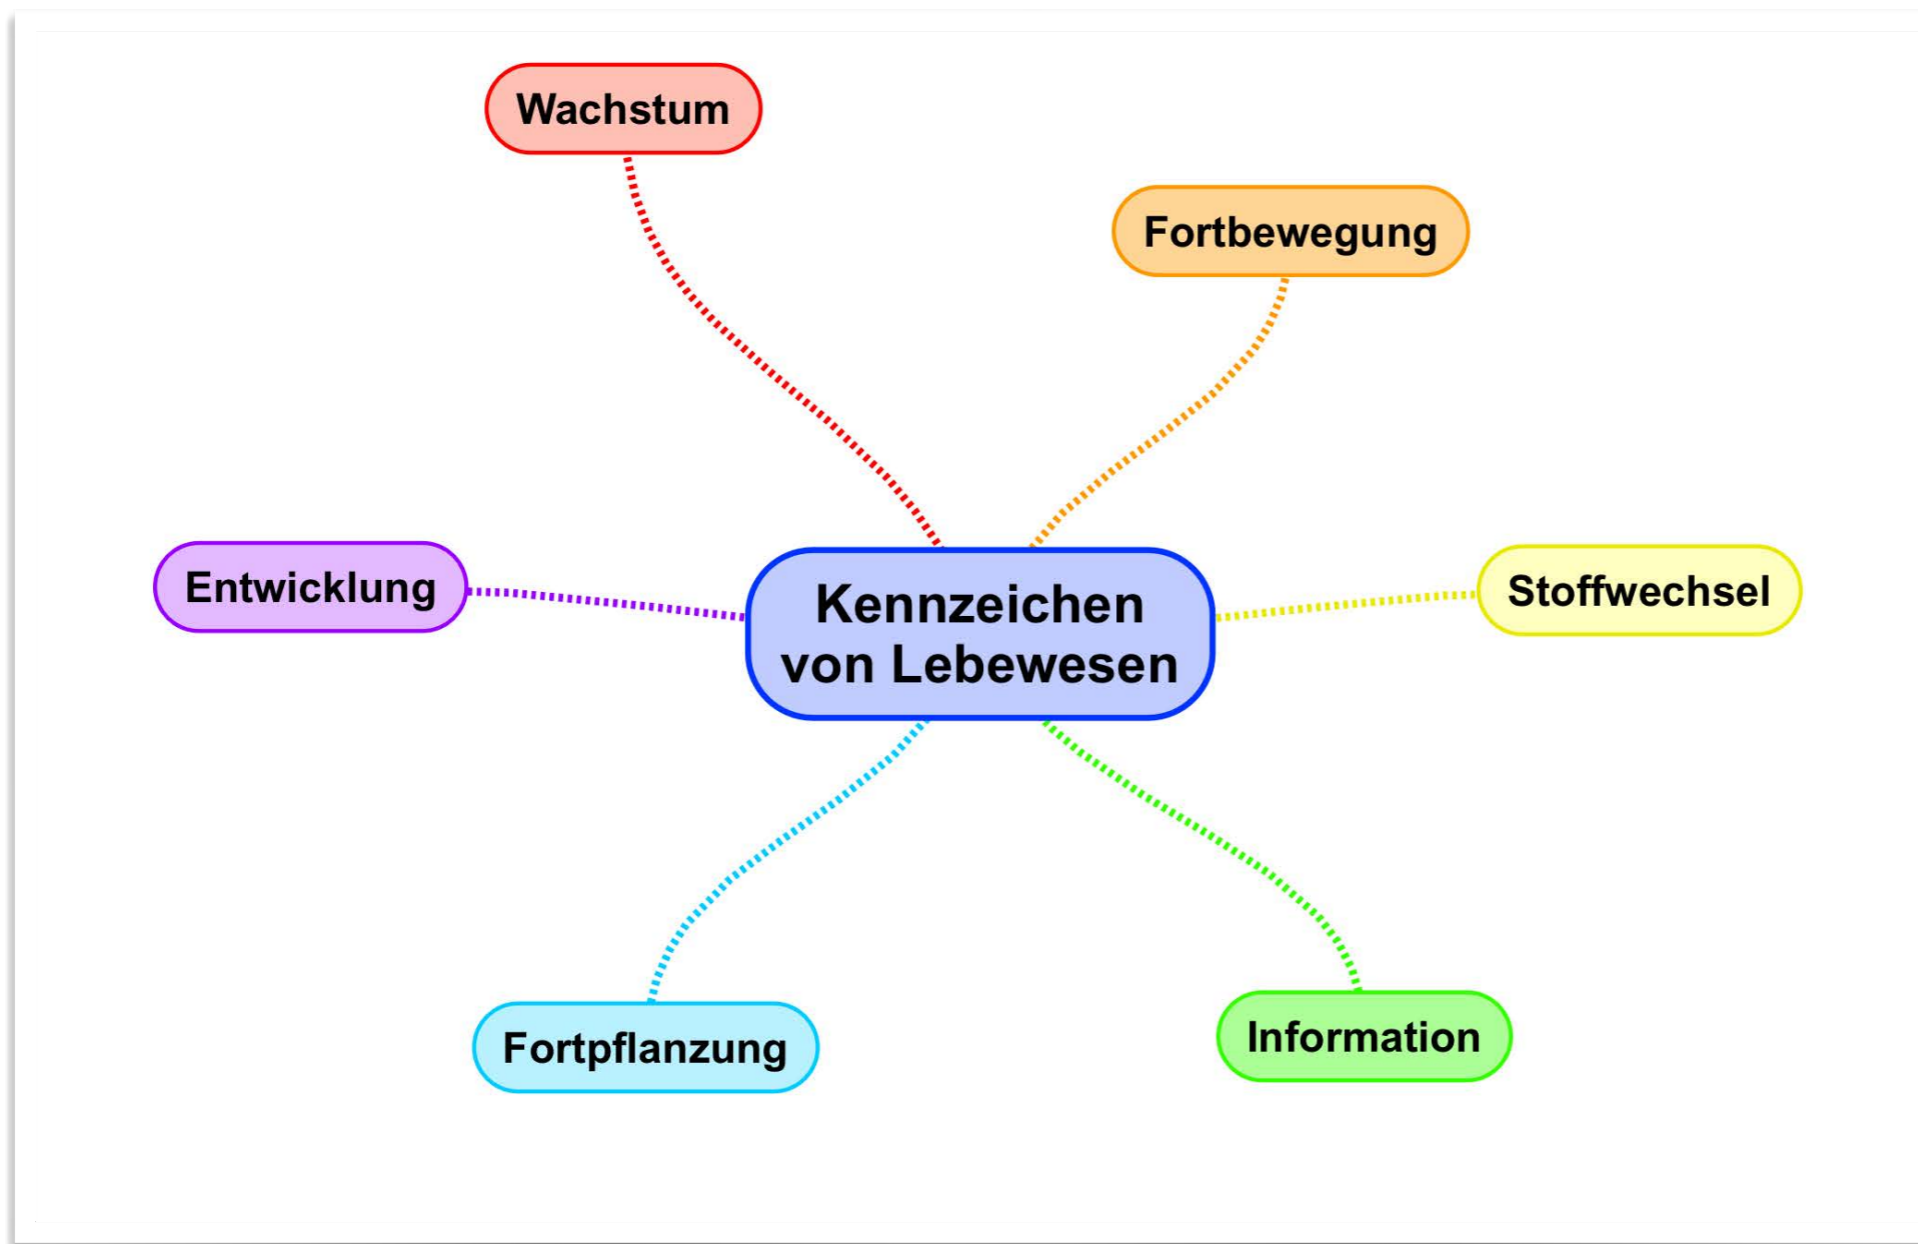 Wachstum
Fortbewegung
Entwicklung
Kennzeichen
von Lebewesen
Stoffwechsel
Fortpflanzung
Information